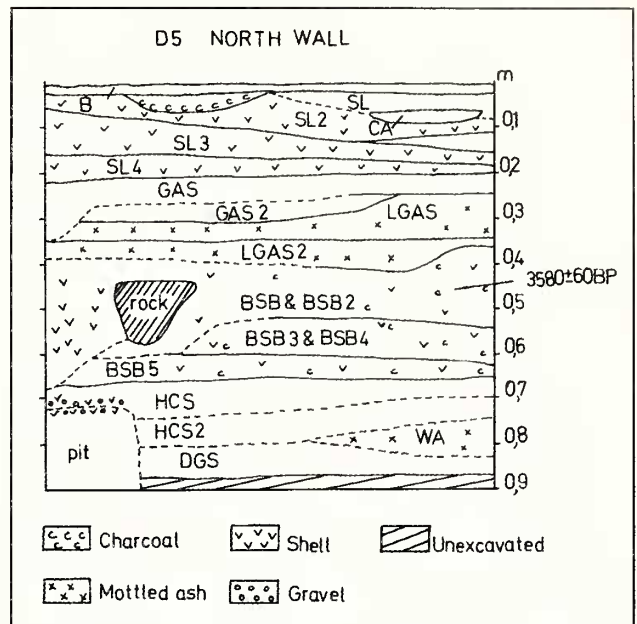 D5 NORTH WALL
m
B
SL
SL2
CA
0,1
SL3
SL4
0,2
GAS
GAS 2
LGAS
0,3
LGAS2
0,4
3580±60BP
rock
BSB & BSB2
0,5
BSB3 & BSB4
BSB5
0,6
0,7
HCS
HCS2
WA
0,8
pit
DGS
0,9
Charcoat
Shell
Unexcavated
Mottled ash
Gravel